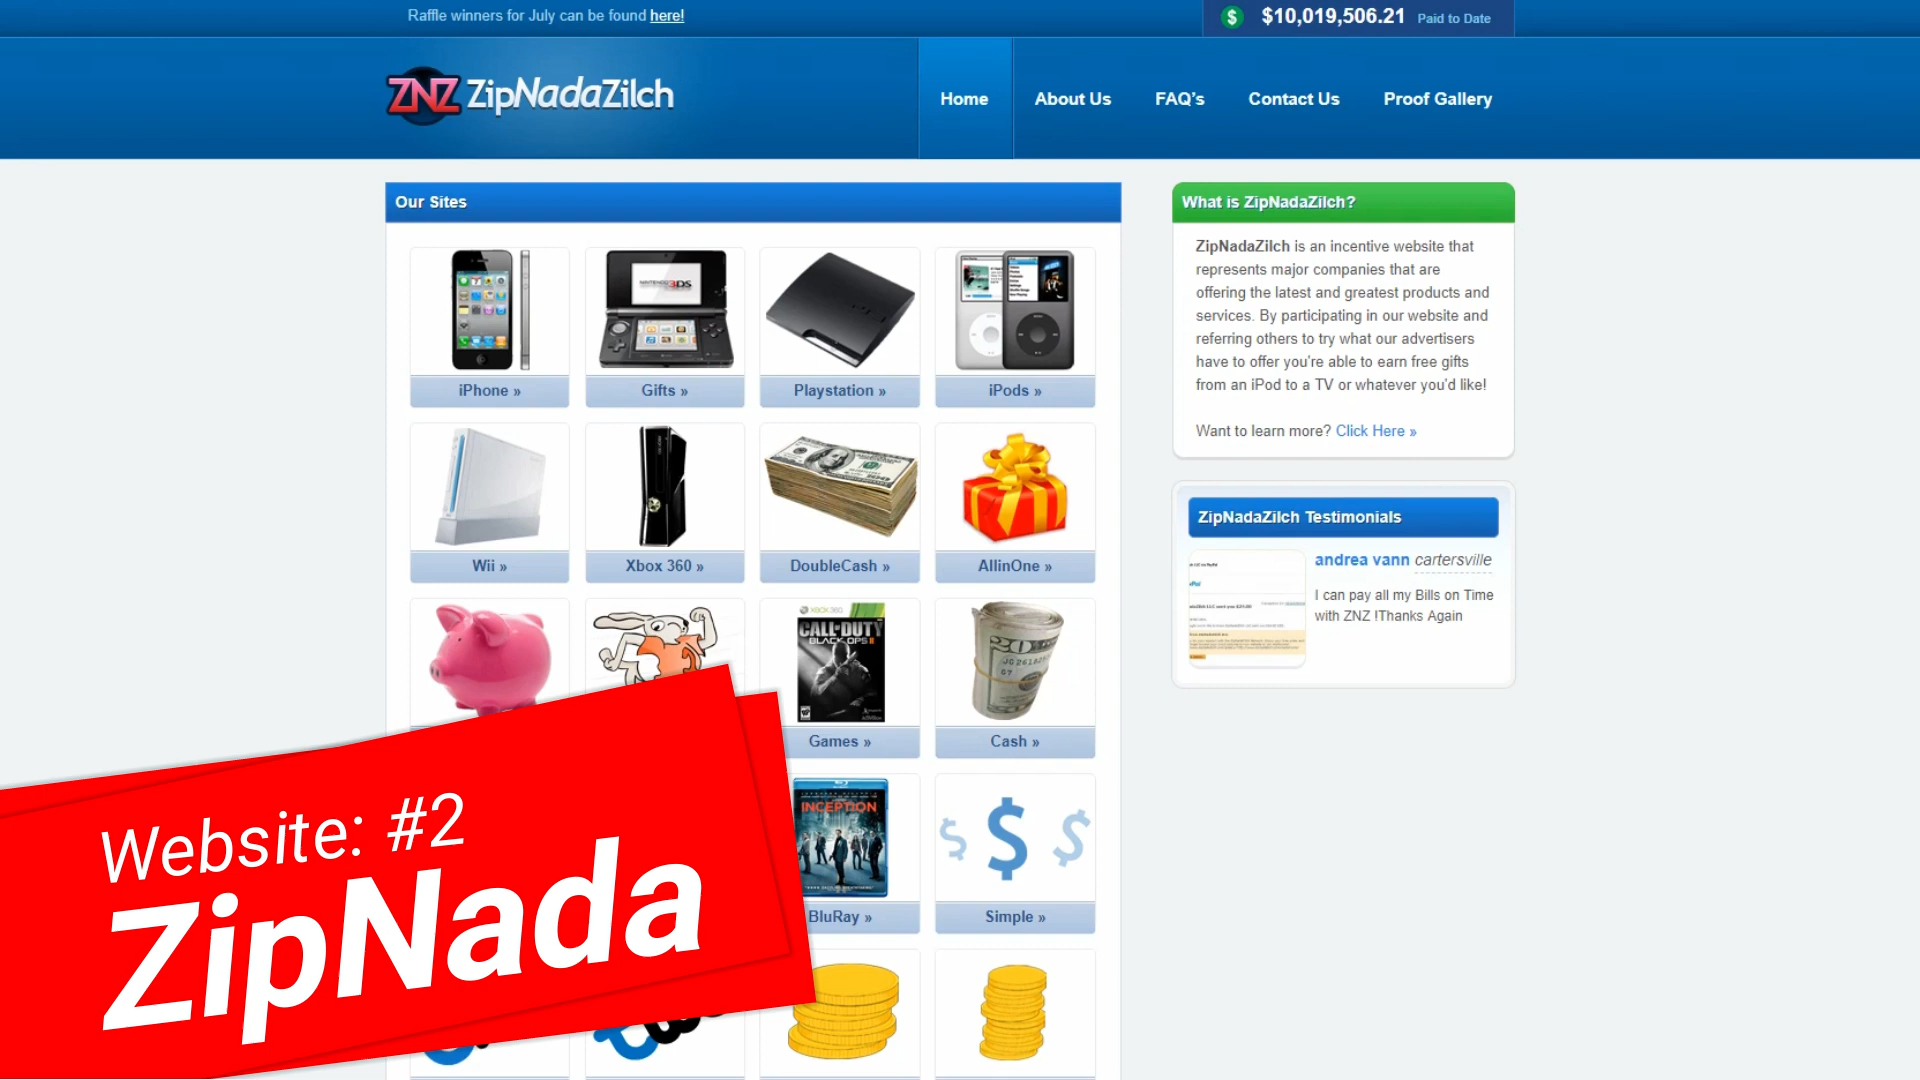 Raffle winners for July can be found here!
$ $10,019,506.21 Paid to Date
ZNZ ZipNadaZilch
Home About Us FAQ's Contact Us Proof Gallery
Our Sites
NINTENDO3DS
iPhone » Gifts » Playstation » iPods »
Wii » Xbox 360 » DoubleCash » AllinOne »
XBOX 360
CALL OF DUTY
BLACK OPS II
Games » Cash »
INCEPTION
$ $ $
BluRay » Simple »
What is ZipNadaZilch?
ZipNadaZilch is an incentive website that
represents major companies that are
offering the latest and greatest products and
services. By participating in our website and
referring others to try what our advertisers
have to offer you're able to earn free gifts
from an iPod to a TV or whatever you'd like!
Want to learn more? Click Here »
ZipNadaZilch Testimonials
andrea vann cartersville
I can pay all my Bills on Time
with ZNZ !Thanks Again
Website: #2
ZipNada